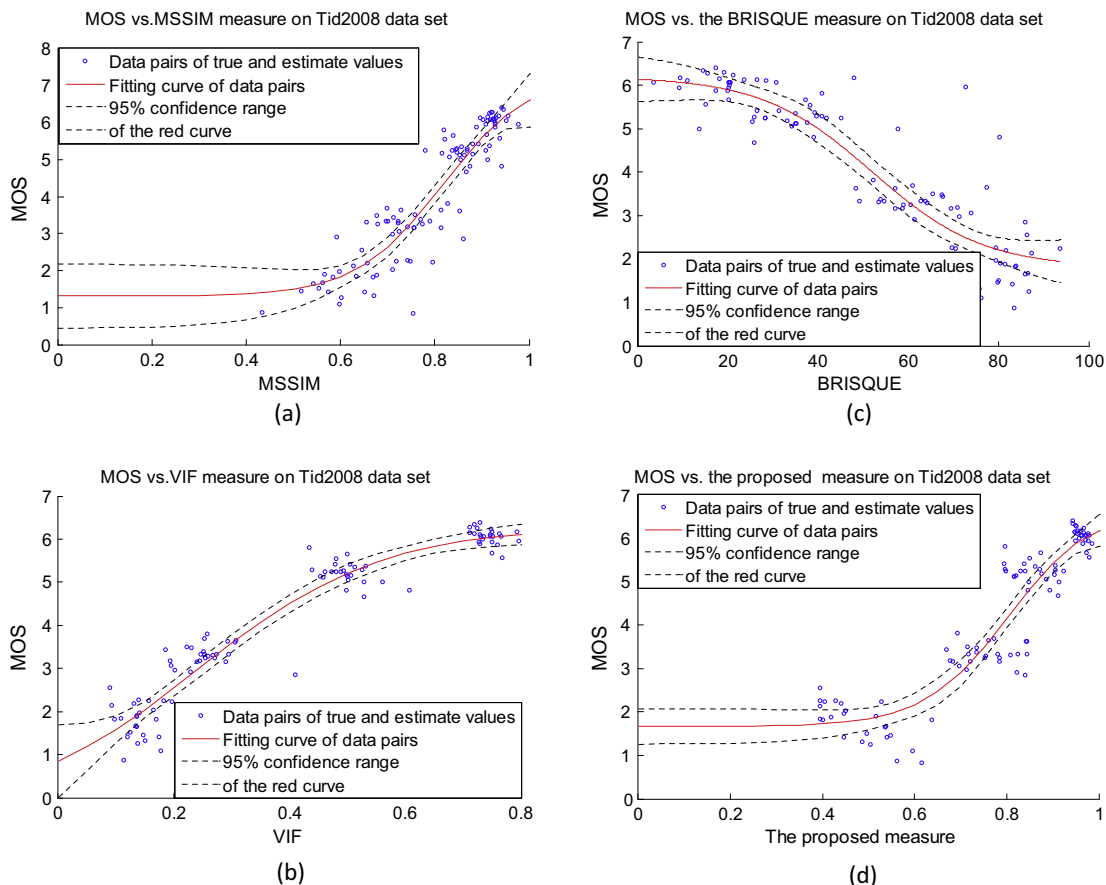 MOS vs.MSSIM measure on Tid2008 data set
8
7
6
5
4
3
2
1
0
MOS
Data pairs of true and estimate values
Fitting curve of data pairs
95% confidence range
of the red curve
0
0.2
0.4
0.6
0.8
1
MSSIM
(a)
MOS vs. the BRISQUE measure on Tid2008 data set
7
6
5
4
3
2
1
0
MOS
Data pairs of true and estimate values
Fitting curve of data pairs
95% confidence range
of the red curve
0
20
40
60
80
100
BRISQUE
(c)
MOS vs.VIF measure on Tid2008 data set
7
6
5
4
3
2
1
0
MOS
Data pairs of true and estimate values
Fitting curve of data pairs
95% confidence range
of the red curve
0
0.2
0.4
0.6
0.8
VIF
(b)
MOS vs. the proposed measure on Tid2008 data set
7
6
5
4
3
2
1
0
MOS
Data pairs of true and estimate values
Fitting curve of data pairs
95% confidence range
of the red curve
0
0.2
0.4
0.6
0.8
1
The proposed measure
(d)